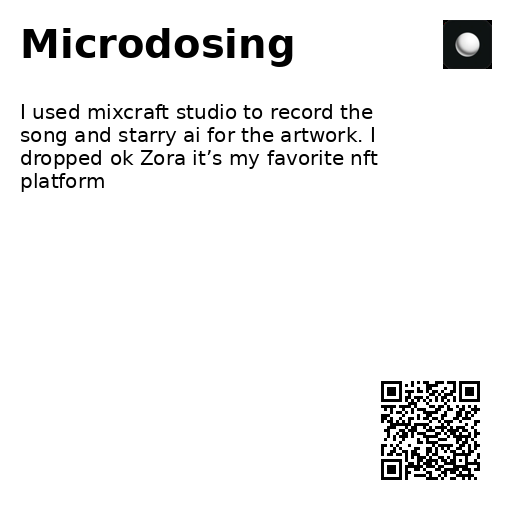 Microdosing
I used mixcraft studio to record the
song and starry ai for the artwork. I
dropped ok Zora it’s my favorite nft
platform